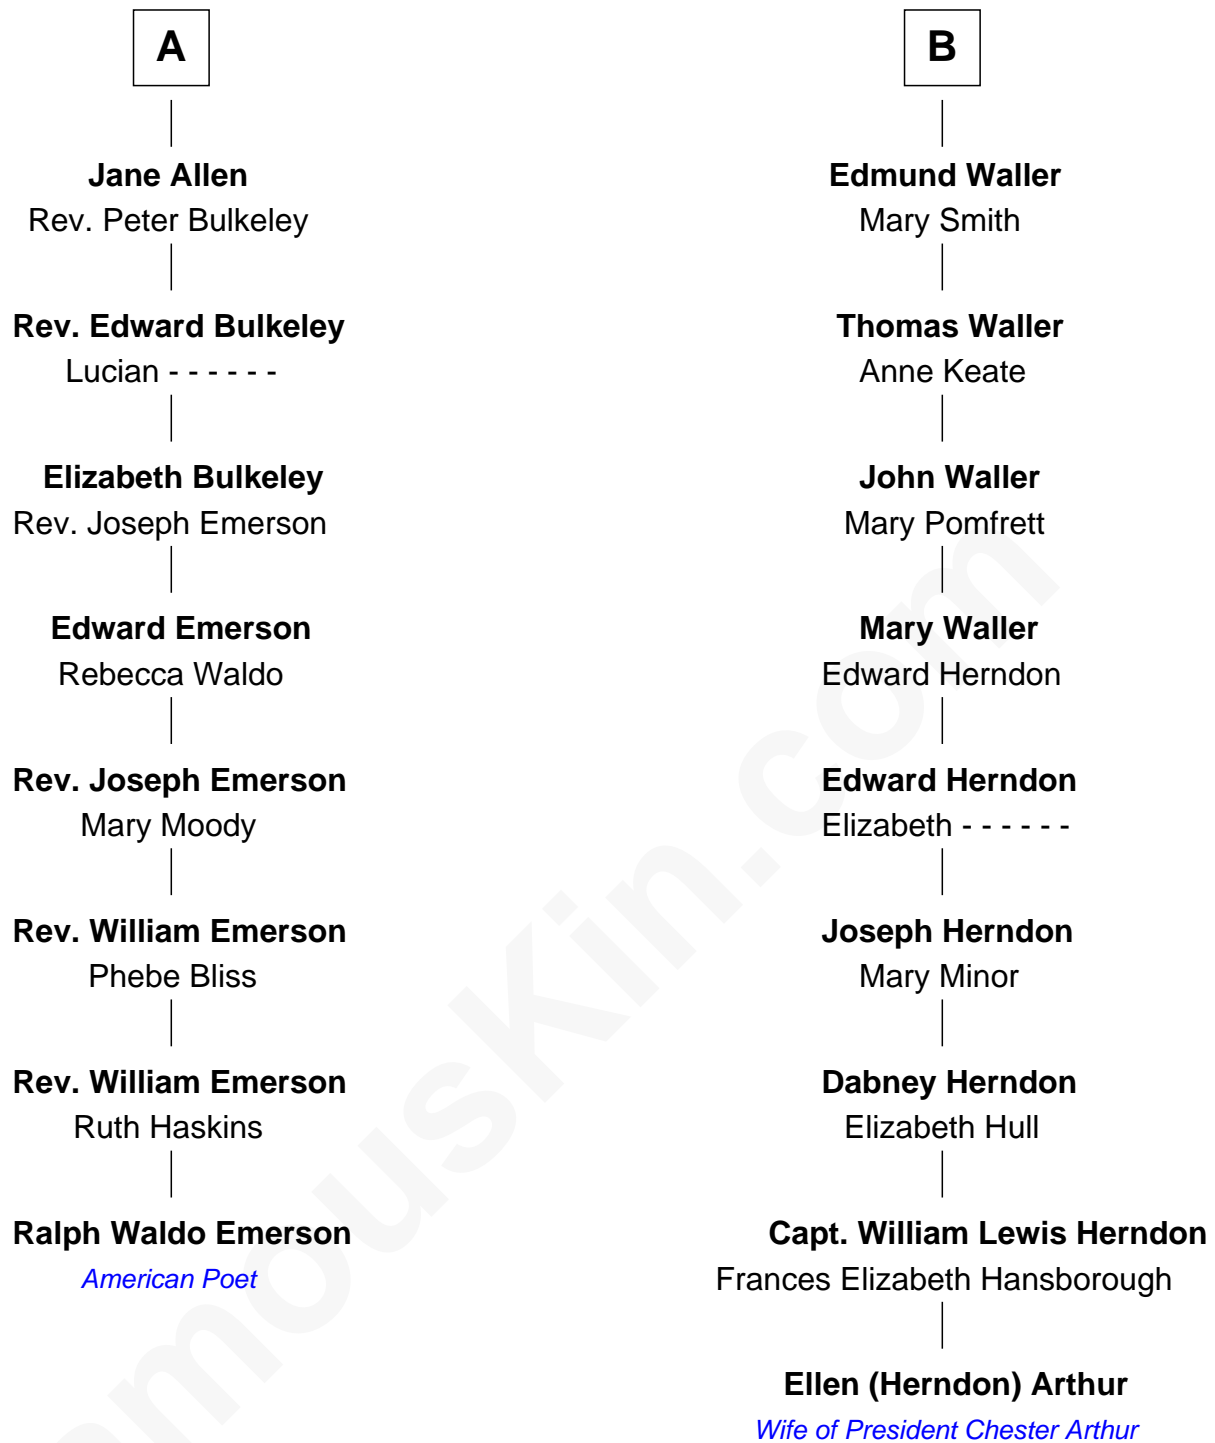 A
Jane Allen
Rev. Peter Bulkeley
Rev. Edward Bulkeley
Lucian - - - - - -
Elizabeth Bulkeley
Rev. Joseph Emerson
Edward Emerson
Rebecca Waldo
Rev. Joseph Emerson
Mary Moody
Rev. William Emerson
Phebe Bliss
Rev. William Emerson
Ruth Haskins
Ralph Waldo Emerson
American Poet
B
Edmund Waller
Mary Smith
Thomas Waller
Anne Keate
John Waller
Mary Pomfrett
Mary Waller
Edward Herndon
Edward Herndon
Elizabeth - - - - - -
Joseph Herndon
Mary Minor
Dabney Herndon
Elizabeth Hull
Capt. William Lewis Herndon
Frances Elizabeth Hansborough
Ellen (Herndon) Arthur
Wife of President Chester Arthur
amousKin.com